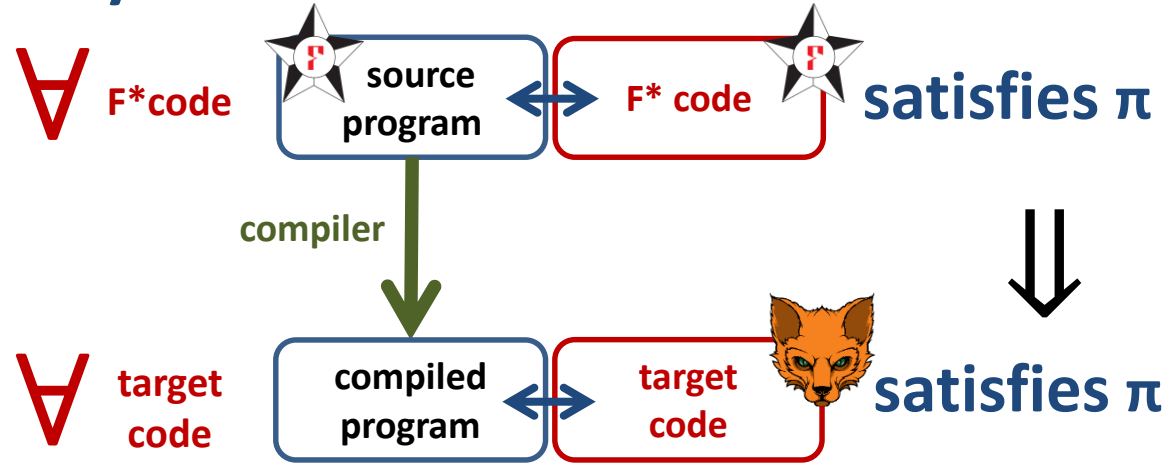 ∀ F*code
source
program
F* code
satisfies π
compiler
⇓
∀ target
code
compiled
program
target
code
satisfies π